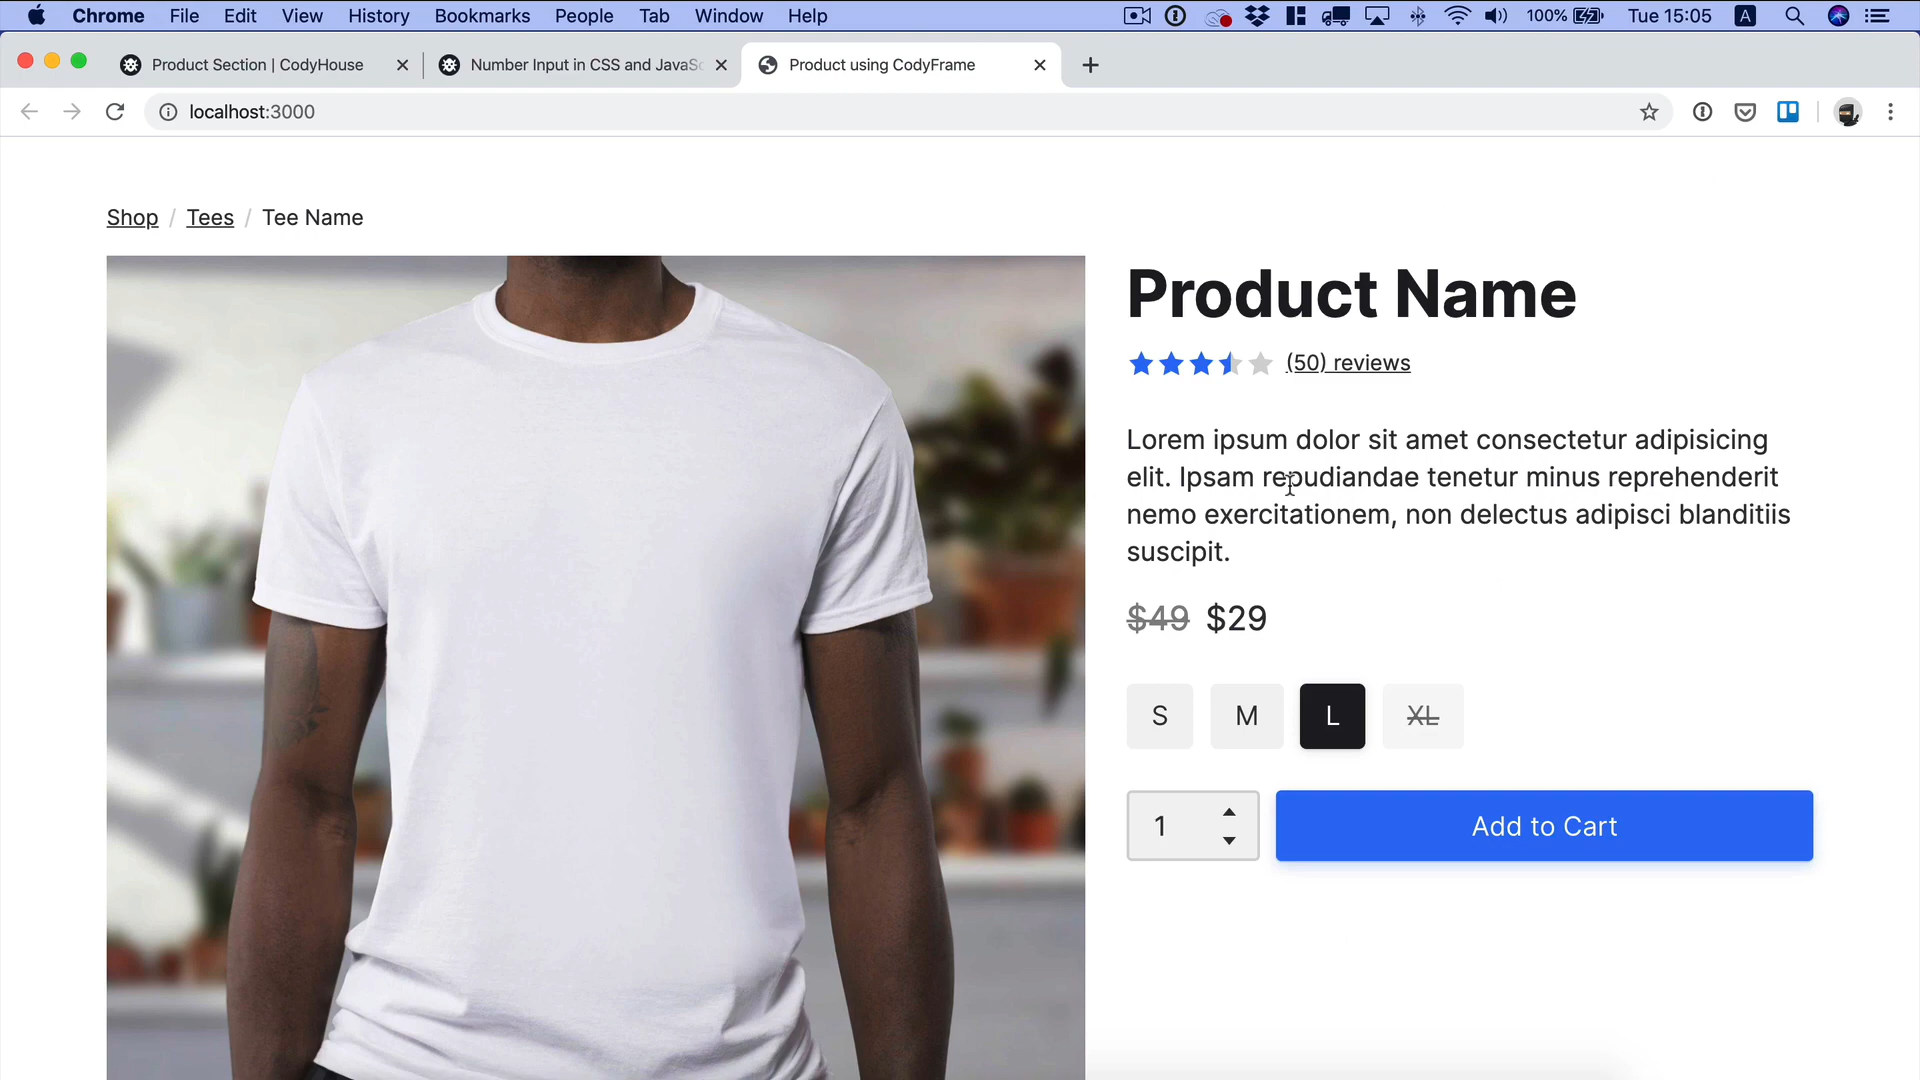 Chrome File Edit View History Bookmarks People Tab Window Help 100% Tue 15:05 A
Product Section | CodyHouse
Number Input in CSS and JavaSc
Product using CodyFrame
localhost:3000
Shop / Tees / Tee Name
Product Name
(50) reviews
Lorem ipsum dolor sit amet consectetur adipisicing
elit. Ipsam repudiandae tenetur minus reprehenderit
nemo exercitationem, non delectus adipisci blanditiis
suscipit.
$49 $29
S M L XL
1
Add to Cart